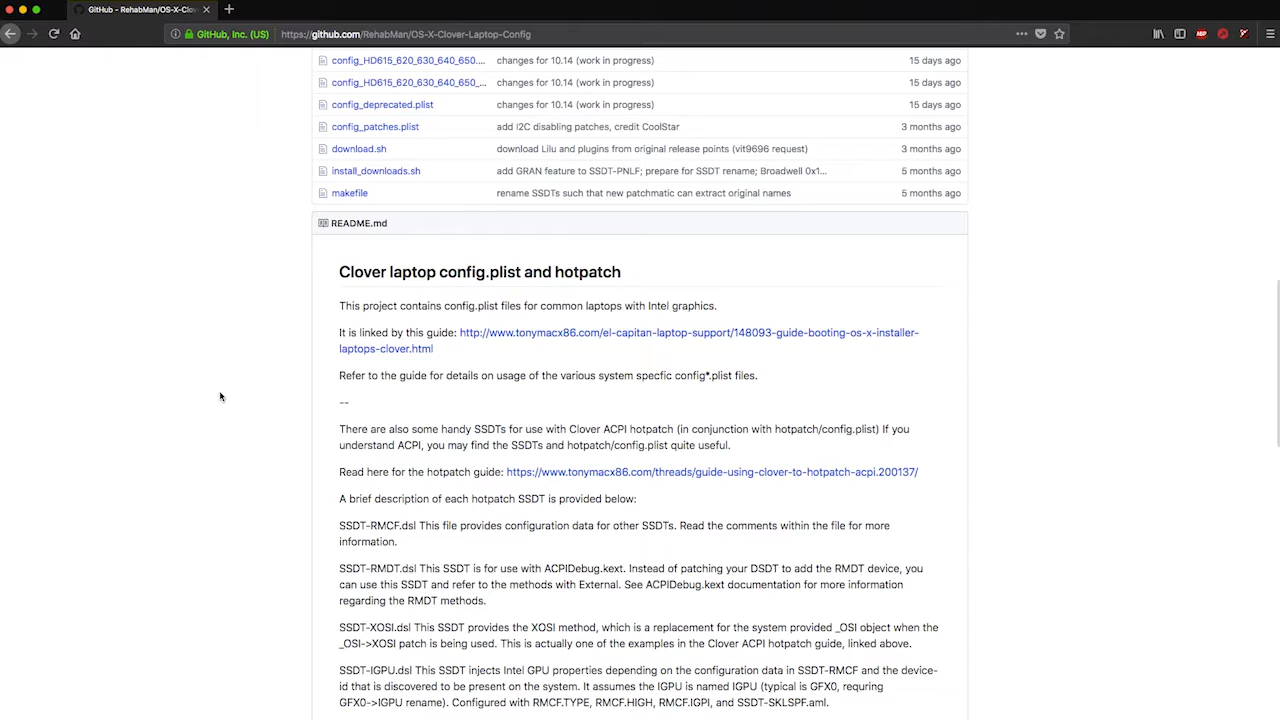 GitHub - RehabMan/OS-X-Clov
GitHub, Inc. (US) https://github.com/RehabMan/OS-X-Clover-Laptop-Config
config_HD615_620_630_640_650.... changes for 10.14 (work in progress) 15 days ago
config_HD615_620_630_640_650_... changes for 10.14 (work in progress) 15 days ago
config_deprecated.plist changes for 10.14 (work in progress) 15 days ago
config_patches.plist add I2C disabling patches, credit CoolStar 3 months ago
download.sh download Lilu and plugins from original release points (vit9696 request) 3 months ago
install_downloads.sh add GRAN feature to SSDT-PNLF; prepare for SSDT rename; Broadwell 0x1... 5 months ago
makefile rename SSDTs such that new patchmatic can extract original names 5 months ago
README.md
Clover laptop config.plist and hotpatch
This project contains config.plist files for common laptops with Intel graphics.
It is linked by this guide: http://www.tonymacx86.com/el-capitan-laptop-support/148093-guide-booting-os-x-installer-
laptops-clover.html
Refer to the guide for details on usage of the various system specfic config*.plist files.
--
There are also some handy SSDTs for use with Clover ACPI hotpatch (in conjunction with hotpatch/config.plist) If you
understand ACPI, you may find the SSDTs and hotpatch/config.plist quite useful.
Read here for the hotpatch guide: https://www.tonymacx86.com/threads/guide-using-clover-to-hotpatch-acpi.200137/
A brief description of each hotpatch SSDT is provided below:
SSDT-RMCF.dsl This file provides configuration data for other SSDTs. Read the comments within the file for more
information.
SSDT-RMDT.dsl This SSDT is for use with ACPIDebug.kext. Instead of patching your DSDT to add the RMDT device, you
can use this SSDT and refer to the methods with External. See ACPIDebug.kext documentation for more information
regarding the RMDT methods.
SSDT-XOSI.dsl This SSDT provides the XOSI method, which is a replacement for the system provided _OSI object when the
_OSI->XOSI patch is being used. This is actually one of the examples in the Clover ACPI hotpatch guide, linked above.
SSDT-IGPU.dsl This SSDT injects Intel GPU properties depending on the configuration data in SSDT-RMCF and the device-
id that is discovered to be present on the system. It assumes the IGPU is named IGPU (typical is GFX0, requring
GFX0->IGPU rename). Configured with RMCF.TYPE, RMCF.HIGH, RMCF.IGPI, and SSDT-SKLSPF.aml.